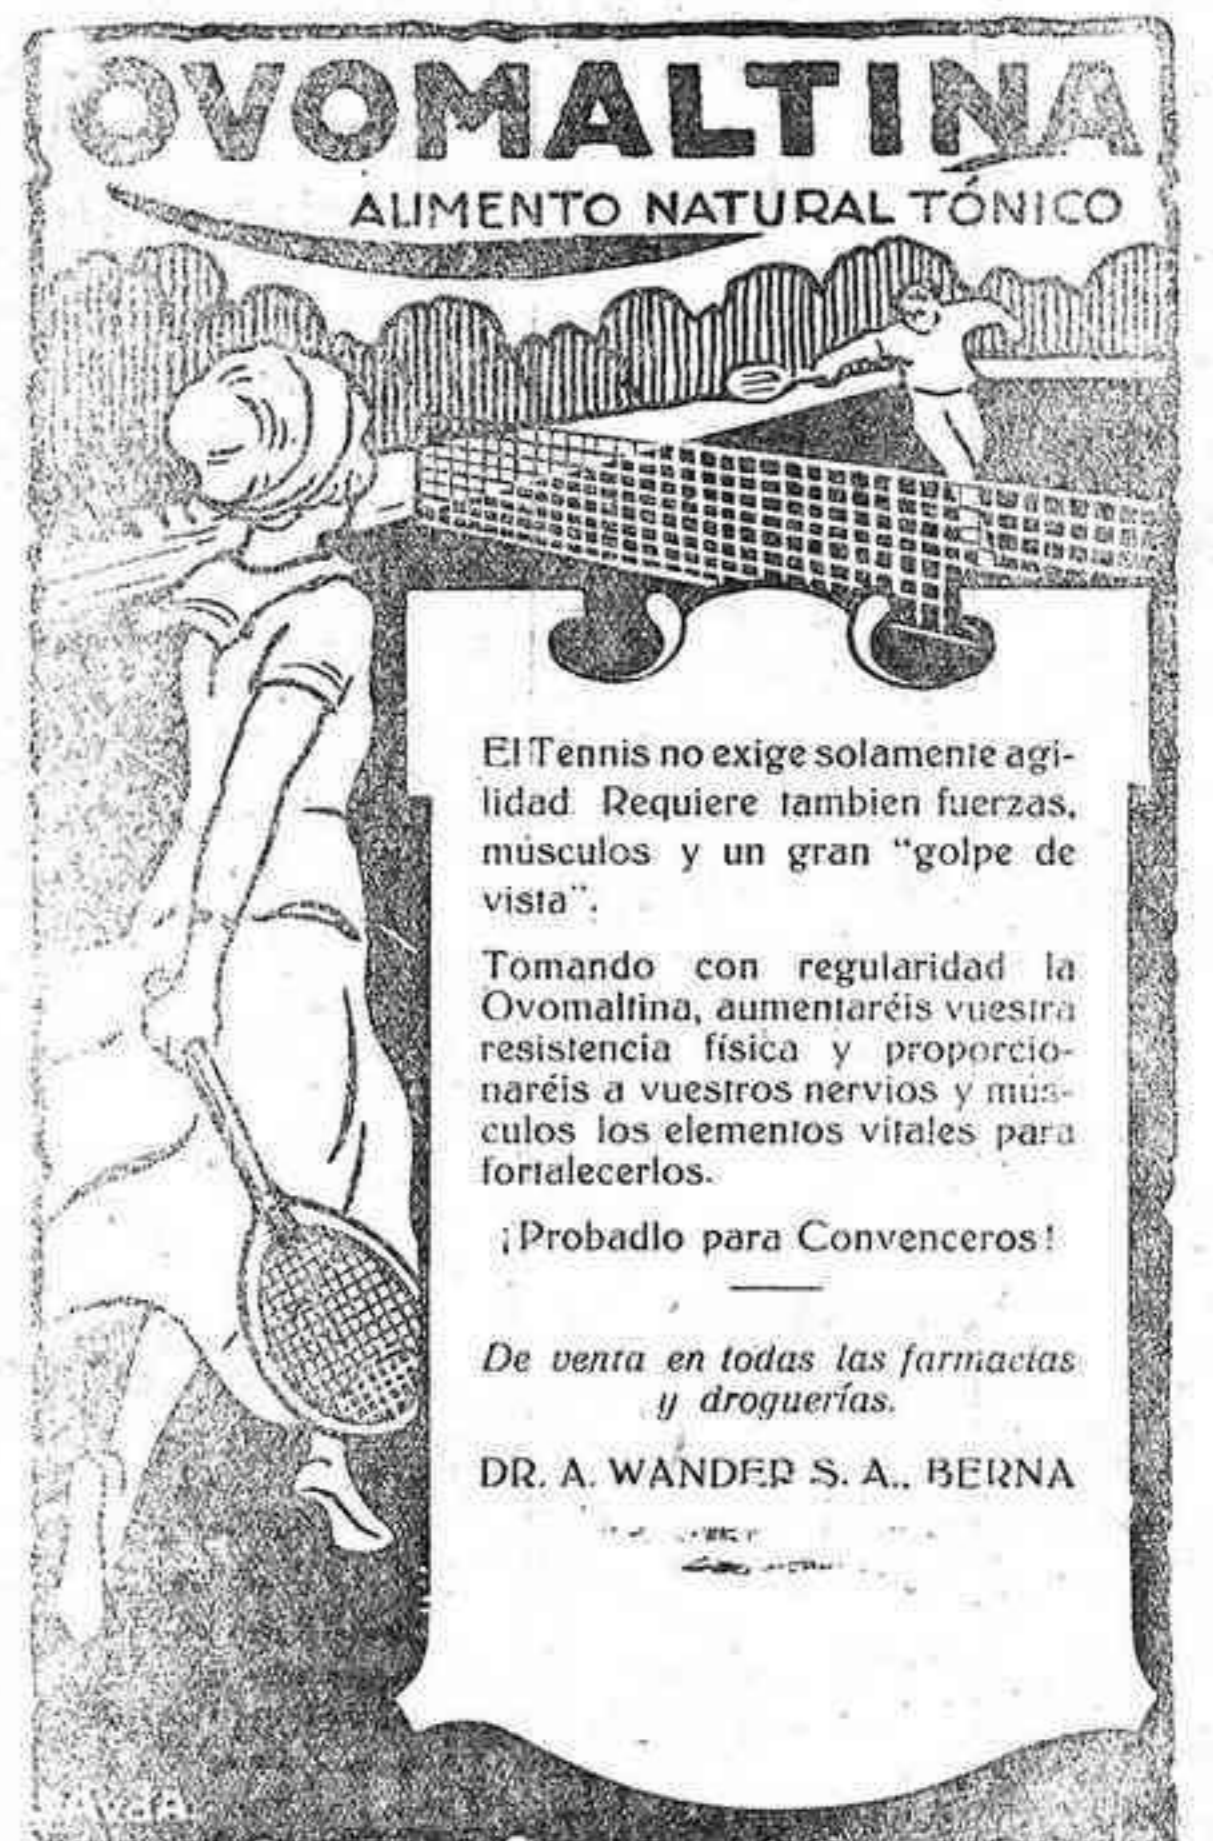 OVOMALTINA
ALIMENTO NATURAL TÓNICO
El Tennis no exige solamente agi-
lidad. Requiere tambien fuerzas,
músculos y un gran “golpe de
vista”.
Tomando con regularidad la
Ovomaltina, aumentaréis vuestra
resistencia física y proporcio-
naréis a vuestros nervios y mús-
culos los elementos vitales para
fortalecerlos.
¡Probadlo para Convenceros!
De venta en todas las farmacias
y droguerías.
DR. A. WANDER S. A., BERNA